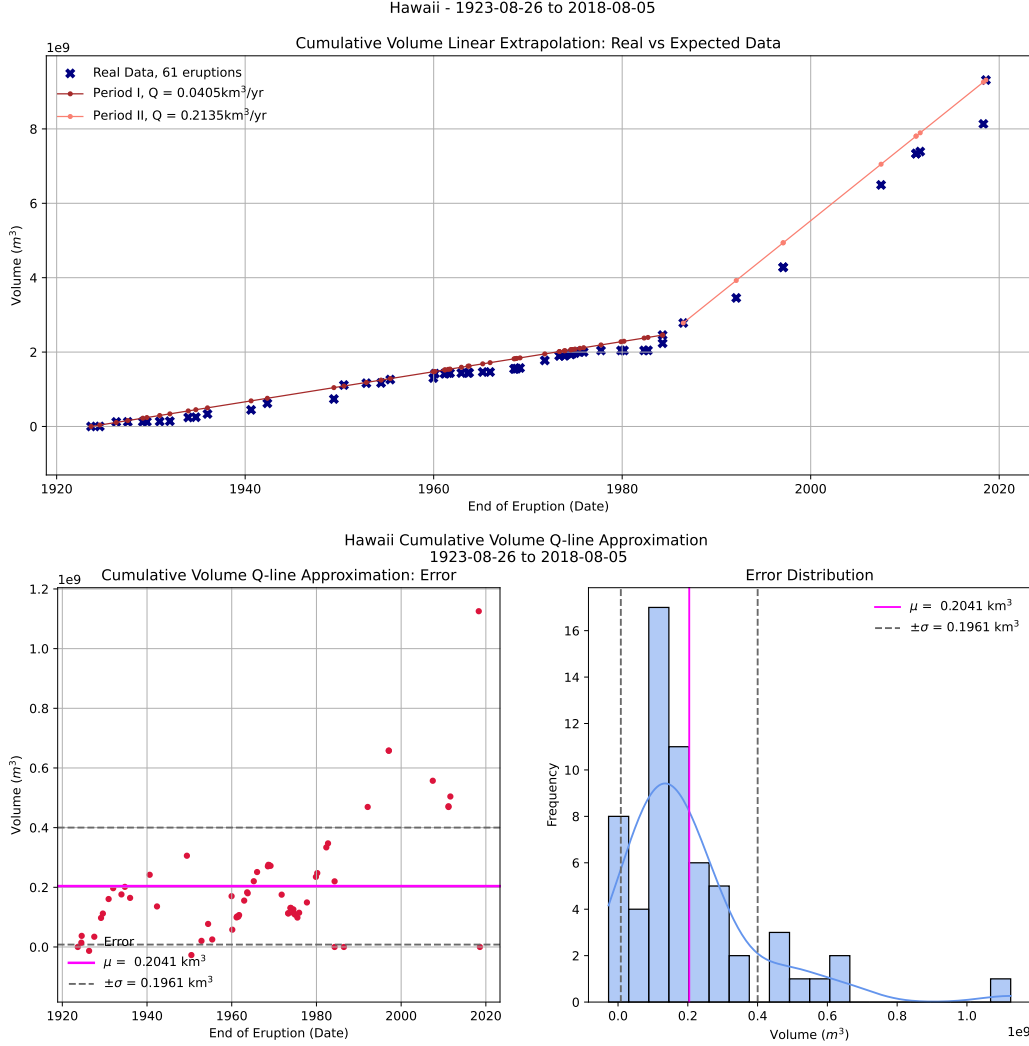 Hawaii - 1923-08-26 to 2018-08-05
Cumulative Volume Linear Extrapolation: Real vs Expected Data
1e9
Real Data, 61 eruptions
Period I, Q = 0.0405km³/yr
Period II, Q = 0.2135km³/yr
8
6
4
2
0
Volume (m³)
1920 1940 1960 1980 2000 2020
End of Eruption (Date)
Hawaii Cumulative Volume Q-line Approximation
1923-08-26 to 2018-08-05
Cumulative Volume Q-line Approximation: Error
1e9
1.2
1.0
0.8
0.6
0.4
0.2
0.0
Volume (m³)
Error
μ = 0.2041 km³
±σ = 0.1961 km³
1920 1940 1960 1980 2000 2020
End of Eruption (Date)
Error Distribution
μ = 0.2041 km³
±σ = 0.1961 km³
16
14
12
10
8
6
4
2
0
Frequency
0.0 0.2 0.4 0.6 0.8 1.0
Volume (m³)
1e9